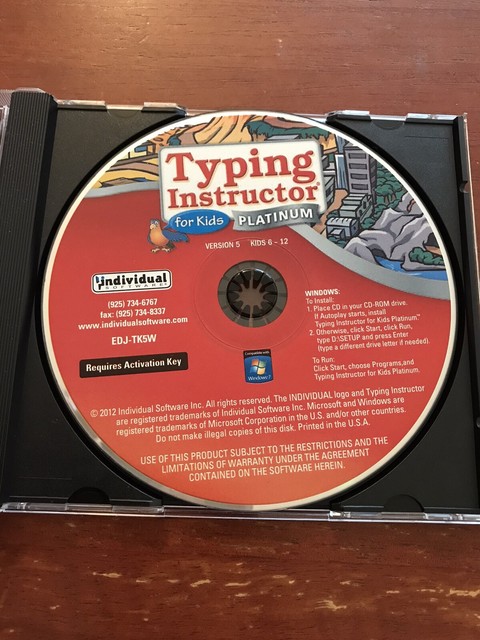 Typing
Instructor®
for Kids PLATINUM
VERSION 5 KIDS 6 - 12
individual
SOFTWARE®
(925) 734-6767
fax: (925) 734-8337
www.individualsoftware.com
EDJ-TK5W
Requires Activation Key
WINDOWS:
To Install:
1. Place CD in your CD-ROM drive.
If Autoplay starts, install
Typing Instructor for Kids Platinum™
2. Otherwise, click Start, click Run,
type D:\SETUP and press Enter
(type a different drive letter if needed).
To Run:
Click Start, choose Programs,and
Typing Instructor for Kids Platinum.
Compatible with
Windows 7
© 2012 Individual Software Inc. All rights reserved. The INDIVIDUAL logo and Typing Instructor
are registered trademarks of Individual Software Inc. Microsoft and Windows are
registered trademarks of Microsoft Corporation in the U.S. and/or other countries.
Do not make illegal copies of this disk. Printed in the U.S.A.
USE OF THIS PRODUCT SUBJECT TO THE RESTRICTIONS AND THE
LIMITATIONS OF WARRANTY UNDER THE AGREEMENT
CONTAINED ON THE SOFTWARE HEREIN.